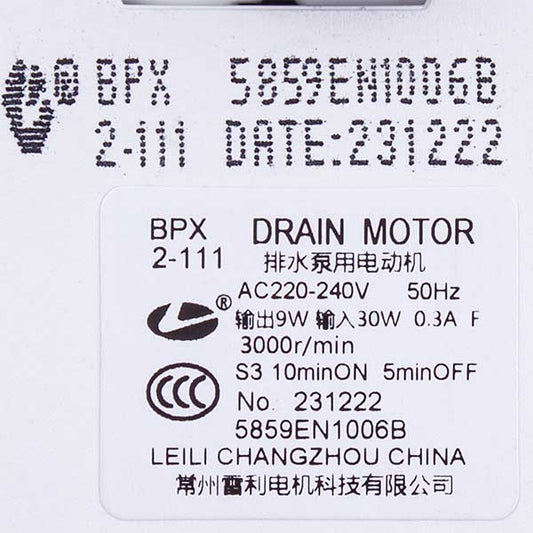 ® BPX 5859EN1006B
2-111 DATE:231222
BPX DRAIN MOTOR
2-111 排水泵用电动机
AC220-240V 50Hz
® 输出9W 输入30W 0.3A F
3000r/min
S3 10minON 5minOFF
CCC No. 231222
5859EN1006B
LEILI CHANGZHOU CHINA
常州雷利电机科技有限公司